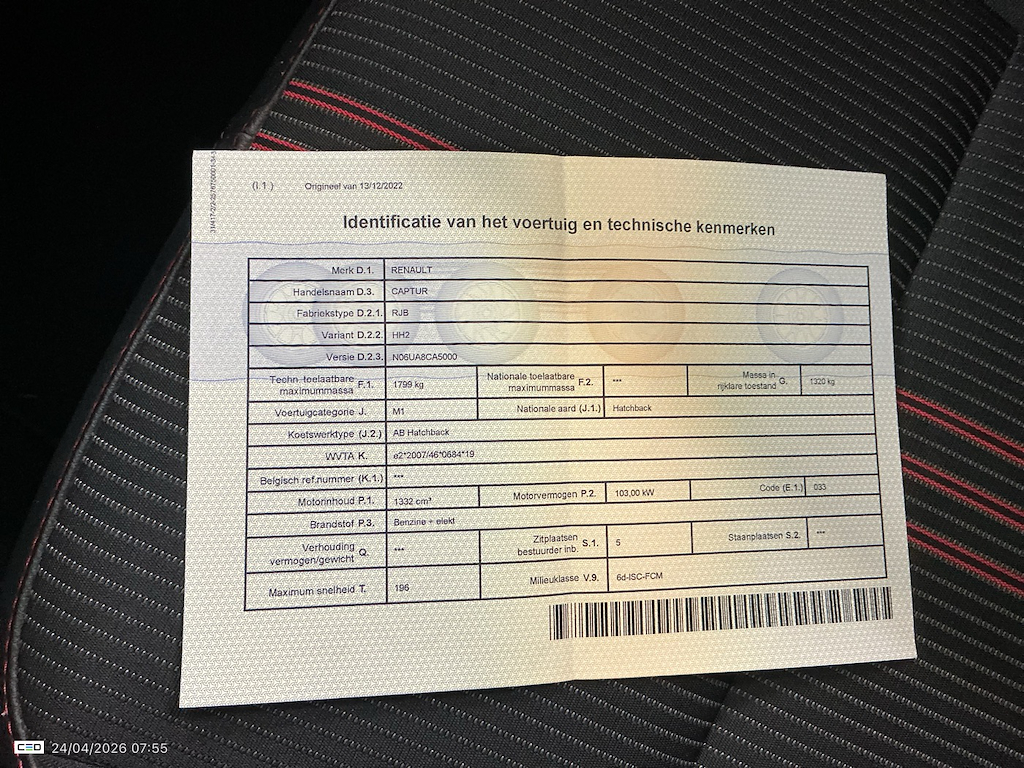 (I.1.) Origineel van 13/12/2022
Identificatie van het voertuig en technische kenmerken
Merk D.1. RENAULT
Handelsnaam D.3. CAPTUR
Fabriekstype D.2.1. RJB
Variant D.2.2. HH2
Versie D.2.3. N06UA8CA5000
Techn. toelaatbare maximummassa F.1. 1799 kg Nationale toelaatbare maximummassa F.2. *** Massa in rijklare toestand G. 1320 kg
Voertuigcategorie J. M1 Nationale aard (J.1.) Hatchback
Koetswerktype (J.2.) AB Hatchback
WVTA K. e2*2007/46*0684*19
Belgisch ref.nummer (K.1.) ***
Motorinhoud P.1. 1332 cm³ Motorvermogen P.2. 103,00 kW Code (E.1.) 033
Brandstof P.3. Benzine + elekt
Verhouding vermogen/gewicht Q. *** Zitplaatsen bestuurder inb. S.1. 5 Staanplaatsen S.2. ***
Maximum snelheid T. 196 Milieuklasse V.9. 6d-ISC-FCM
CEO 24/04/2026 07:55